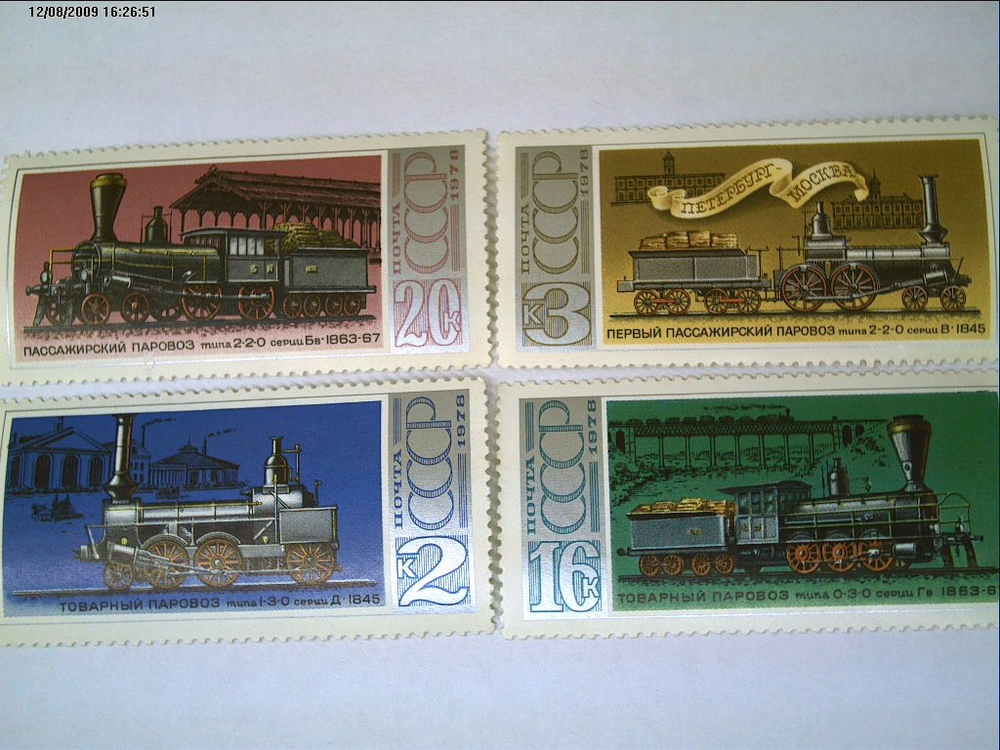 12/08/2009 16:26:51
ПОЧТА СССР 1978
20к
ПАССАЖИРСКИЙ ПАРОВОЗ типа 2-2-0 серии Бв·1863-67
ПОЧТА СССР 1978
К3
ПЕТЕРБУРГ-МОСКВА
ПЕРВЫЙ ПАССАЖИРСКИЙ ПАРОВОЗ типа 2-2-0 серии В·1845
ПОЧТА СССР 1978
К2
ТОВАРНЫЙ ПАРОВОЗ типа 1-3-0 серии Д·1845
ПОЧТА СССР 1978
16к
ТОВАРНЫЙ ПАРОВОЗ типа 0-3-0 серии Гв 1863-6